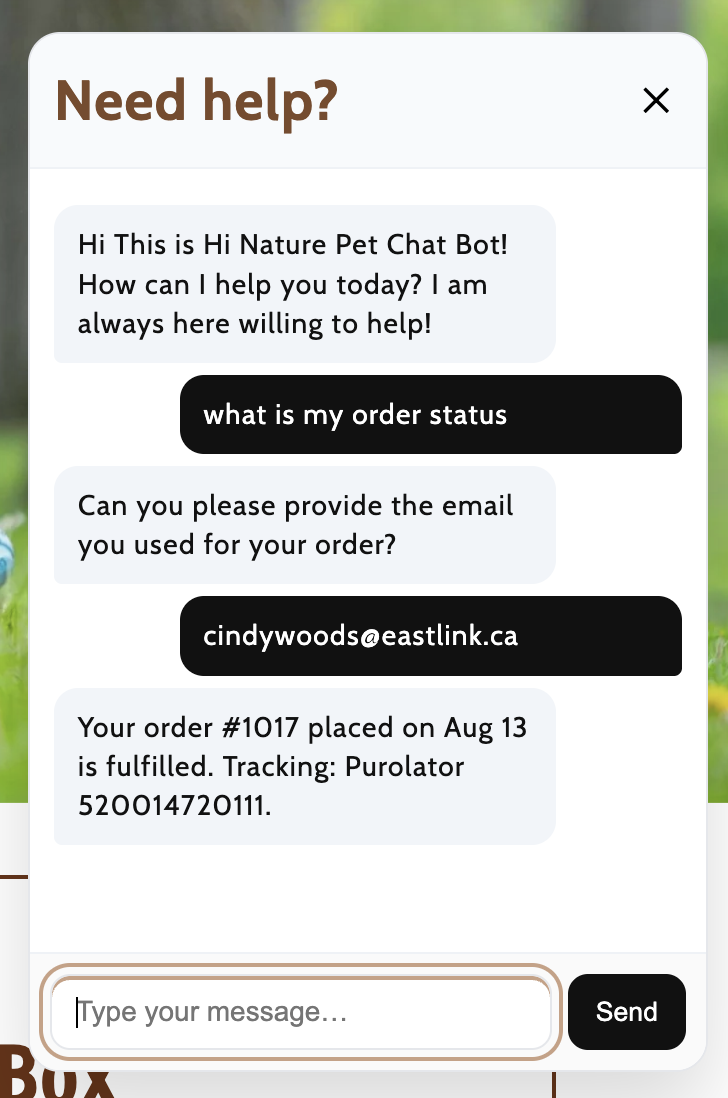 Need help?
Hi This is Hi Nature Pet Chat Bot!
How can I help you today? I am
always here willing to help!
what is my order status
Can you please provide the email
you used for your order?
cindywoods@eastlink.ca
Your order #1017 placed on Aug 13
is fulfilled. Tracking: Purolator
520014720111.
Type your message…
Send
Box